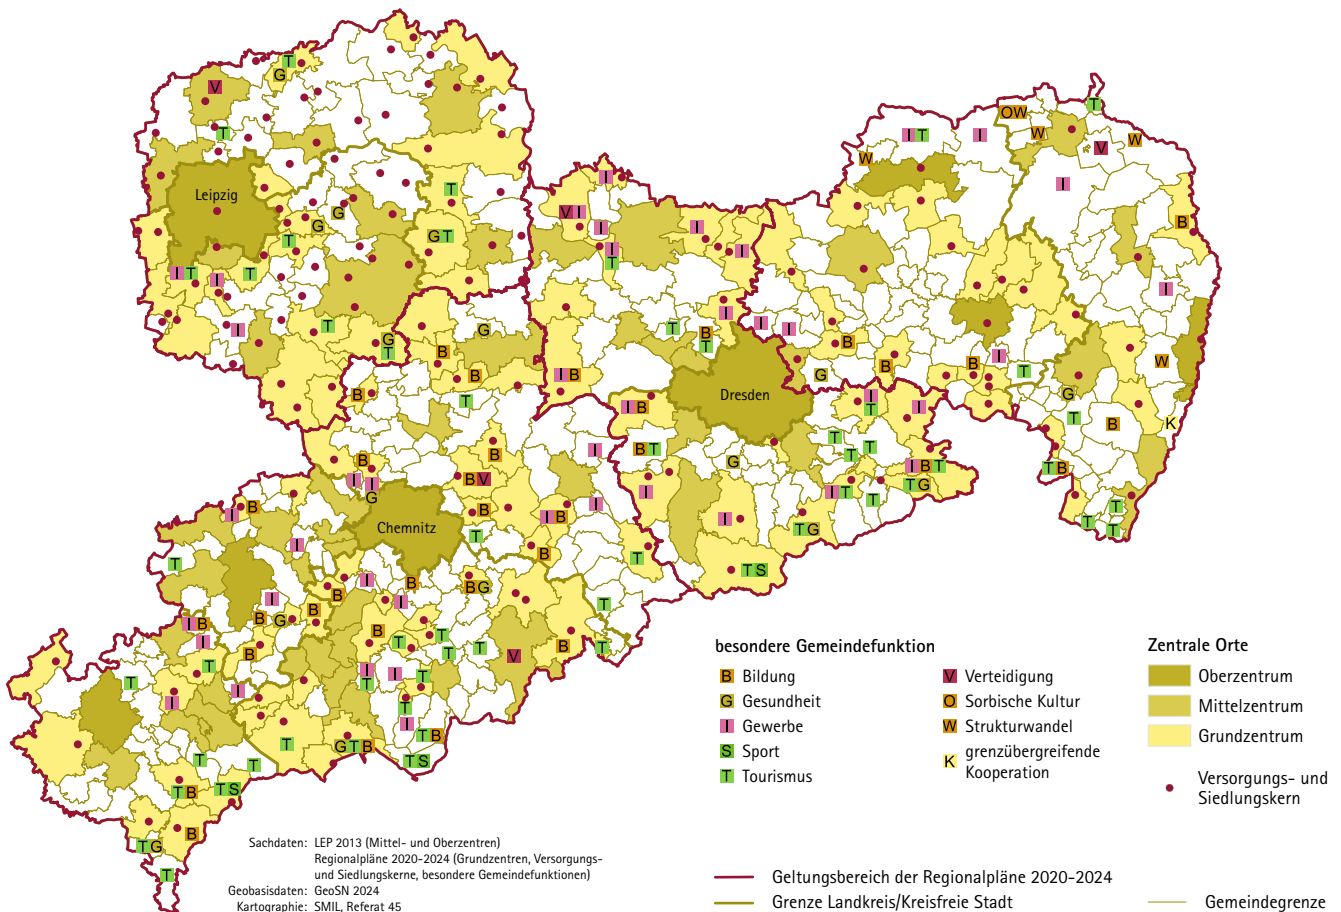 Leipzig
Dresden
Chemnitz
besondere Gemeindefunktion
B Bildung
G Gesundheit
I Gewerbe
S Sport
T Tourismus
V Verteidigung
O Sorbische Kultur
W Strukturwandel
K grenzübergreifende
Kooperation
Zentrale Orte
Oberzentrum
Mittelzentrum
Grundzentrum
Versorgungs- und
Siedlungskern
Sachdaten: LEP 2013 (Mittel- und Oberzentren)
Regionalpläne 2020-2024 (Grundzentren, Versorgungs-
und Siedlungskerne, besondere Gemeindefunktionen)
Geobasisdaten: GeoSN 2024
Kartographie: SMIL, Referat 45
Geltungsbereich der Regionalpläne 2020-2024
Grenze Landkreis/Kreisfreie Stadt
Gemeindegrenze